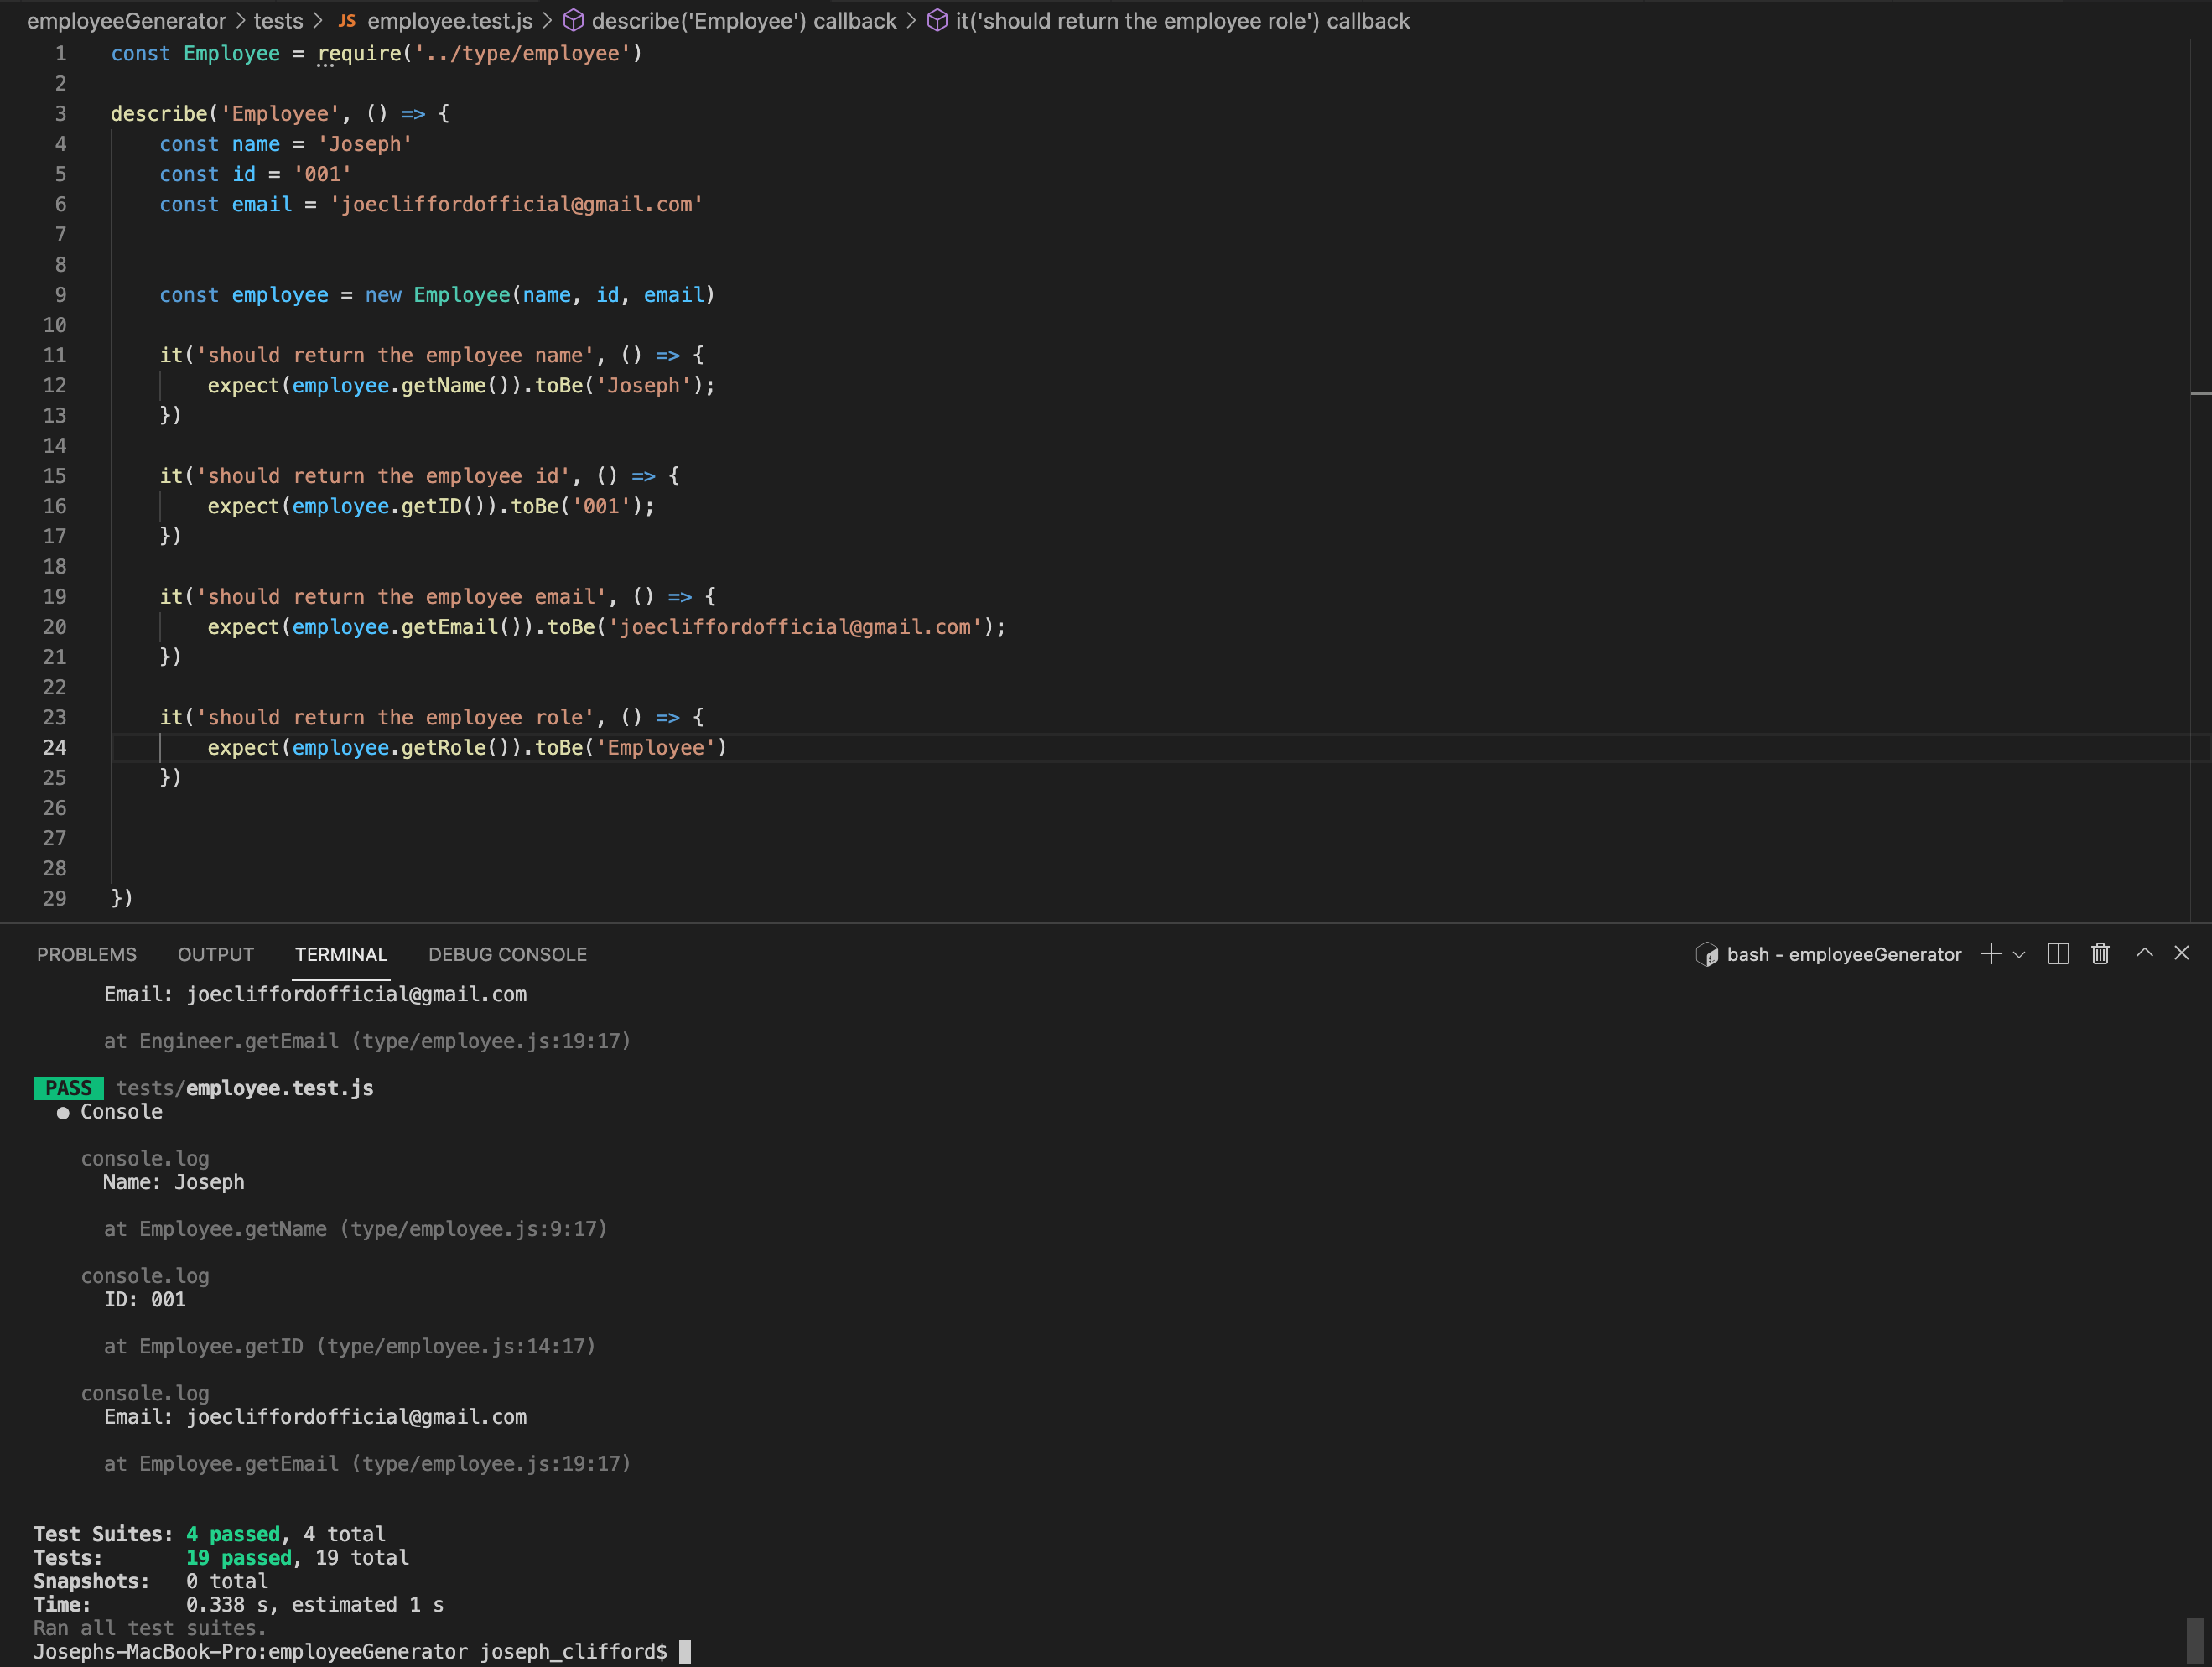 employeeGenerator > tests > JS employee.test.js > describe('Employee') callback > it('should return the employee role') callback
1 const Employee = require('../type/employee')
2
3 describe('Employee', () => {
4 const name = 'Joseph'
5 const id = '001'
6 const email = 'joecliffordofficial@gmail.com'
7
8
9 const employee = new Employee(name, id, email)
10
11 it('should return the employee name', () => {
12 expect(employee.getName()).toBe('Joseph');
13 })
14
15 it('should return the employee id', () => {
16 expect(employee.getID()).toBe('001');
17 })
18
19 it('should return the employee email', () => {
20 expect(employee.getEmail()).toBe('joecliffordofficial@gmail.com');
21 })
22
23 it('should return the employee role', () => {
24 expect(employee.getRole()).toBe('Employee')
25 })
26
27
28
29 })
PROBLEMS OUTPUT TERMINAL DEBUG CONSOLE bash - employeeGenerator
Email: joecliffordofficial@gmail.com
at Engineer.getEmail (type/employee.js:19:17)
PASS tests/employee.test.js
● Console
console.log
Name: Joseph
at Employee.getName (type/employee.js:9:17)
console.log
ID: 001
at Employee.getID (type/employee.js:14:17)
console.log
Email: joecliffordofficial@gmail.com
at Employee.getEmail (type/employee.js:19:17)
Test Suites: 4 passed, 4 total
Tests: 19 passed, 19 total
Snapshots: 0 total
Time: 0.338 s, estimated 1 s
Ran all test suites.
Josephs-MacBook-Pro:employeeGenerator joseph_clifford$